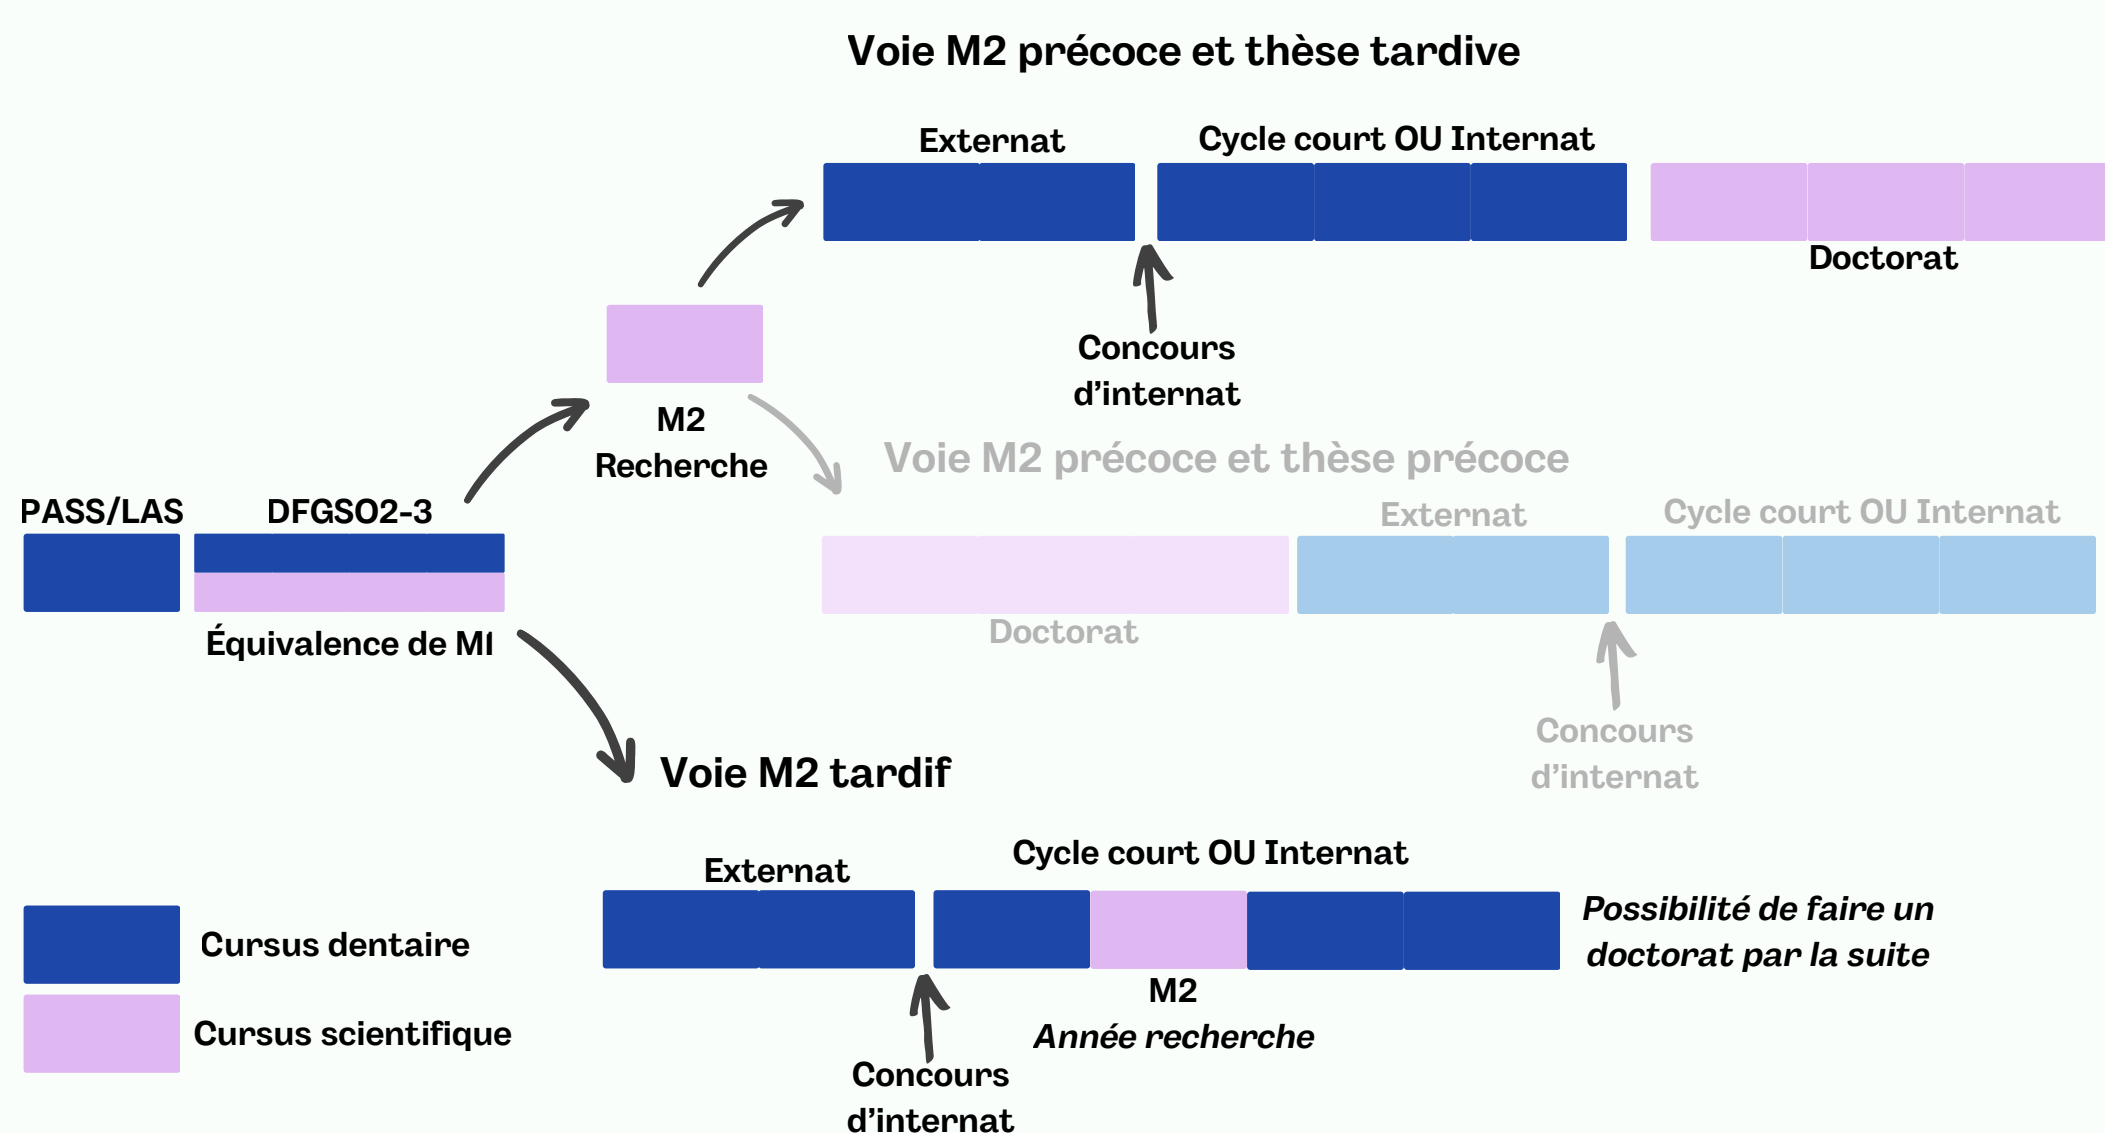 Voie M2 précoce et thèse tardive
Externat
Cycle court OU Internat
Doctorat
Concours
d'internat
M2
Recherche
Voie M2 précoce et thèse précoce
Externat
Cycle court OU Internat
Doctorat
Concours
d'internat
PASS/LAS
DFGSO2-3
Équivalence de M1
Voie M2 tardif
Externat
Cycle court OU Internat
Possibilité de faire un
doctorat par la suite
M2
Année recherche
Concours
d'internat
Cursus dentaire
Cursus scientifique